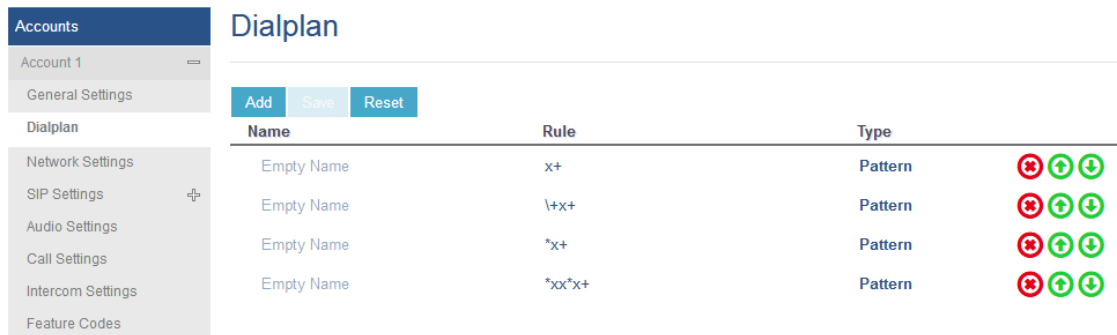 Accounts
Account 1
General Settings
Dialplan
Network Settings
SIP Settings
Audio Settings
Call Settings
Intercom Settings
Feature Codes
Dialplan
Add Save Reset
Name Rule Type
Empty Name x+ Pattern
Empty Name \+x+ Pattern
Empty Name *x+ Pattern
Empty Name *xx*x+ Pattern